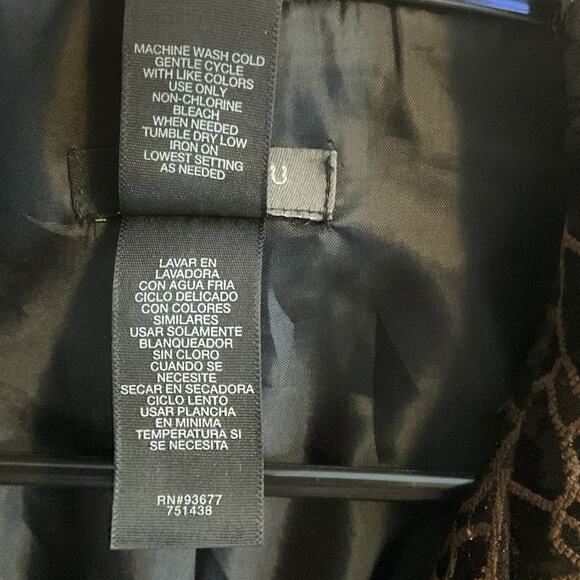 MACHINE WASH COLD
GENTLE CYCLE
WITH LIKE COLORS
USE ONLY
NON-CHLORINE
BLEACH
WHEN NEEDED
TUMBLE DRY LOW
IRON ON
LOWEST SETTING
AS NEEDED
U
LAVAR EN
LAVADORA
CON AGUA FRIA
CICLO DELICADO
CON COLORES
SIMILARES
USAR SOLAMENTE
BLANQUEADOR
SIN CLORO
CUANDO SE
NECESITE
SECAR EN SECADORA
CICLO LENTO
USAR PLANCHA
EN MINIMA
TEMPERATURA SI
SE NECESITA
RN#93677
751438